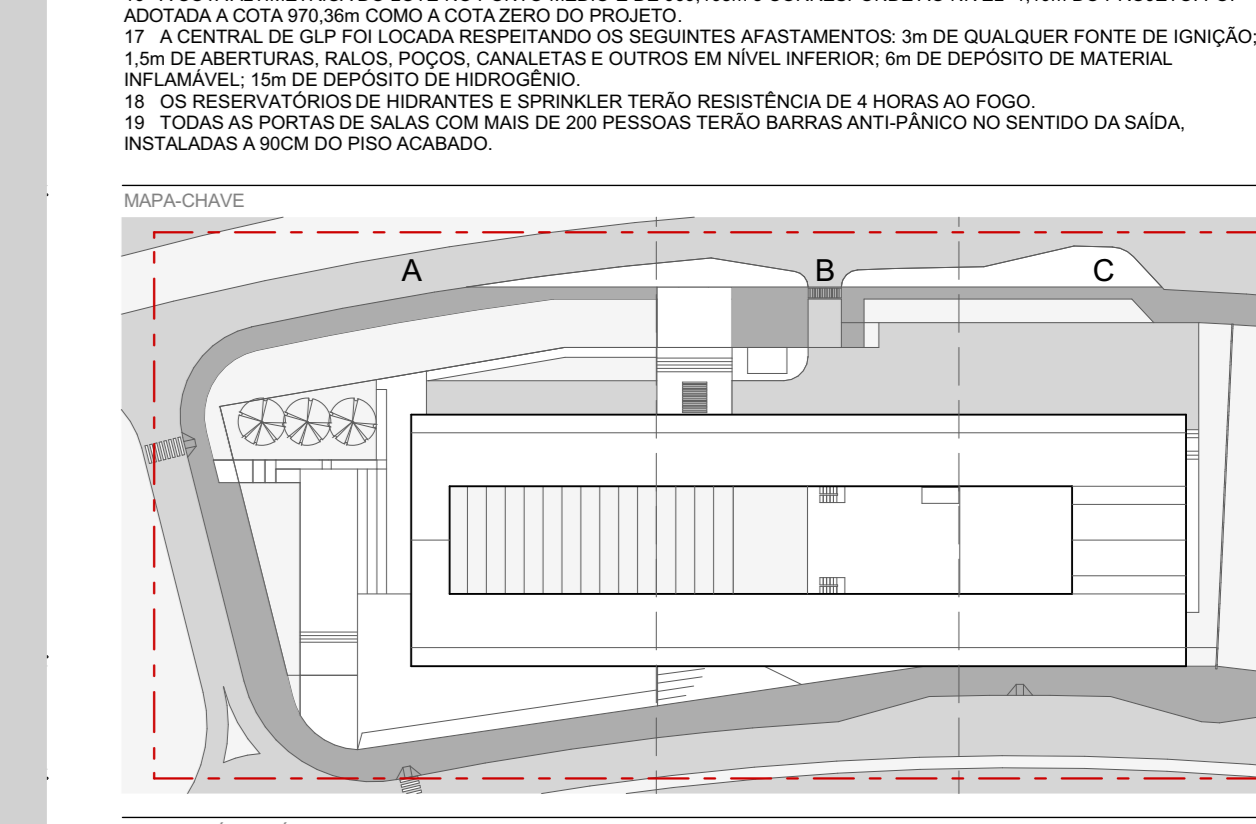 ADOTADA A COTA 970,36m COMO A COTA ZERO DO PROJETO.
17 A CENTRAL DE GLP FOI LOCADA RESPEITANDO OS SEGUINTES AFASTAMENTOS: 3m DE QUALQUER FONTE DE IGNIÇÃO;
1,5m DE ABERTURAS, RALOS, POÇOS, CANALETAS E OUTROS EM NÍVEL INFERIOR; 6m DE DEPÓSITO DE MATERIAL
INFLAMÁVEL; 15m DE DEPÓSITO DE HIDROGÊNIO.
18 OS RESERVATÓRIOS DE HIDRANTES E SPRINKLER TERÃO RESISTÊNCIA DE 4 HORAS AO FOGO.
19 TODAS AS PORTAS DE SALAS COM MAIS DE 200 PESSOAS TERÃO BARRAS ANTI-PÂNICO NO SENTIDO DA SAÍDA,
INSTALADAS A 90CM DO PISO ACABADO.
MAPA-CHAVE
A B C